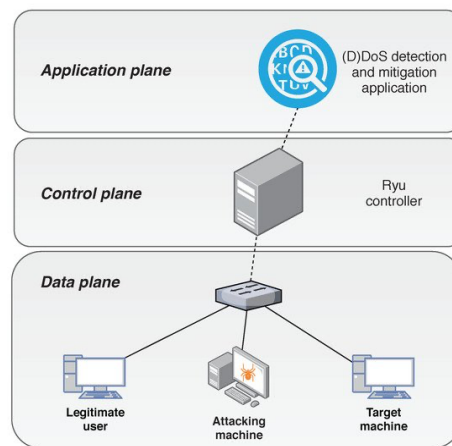 Application plane
ABCD
(D)DoS detection
and mitigation
application
Control plane
Ryu
controller
Data plane
Legitimate
user
Attacking
machine
Target
machine